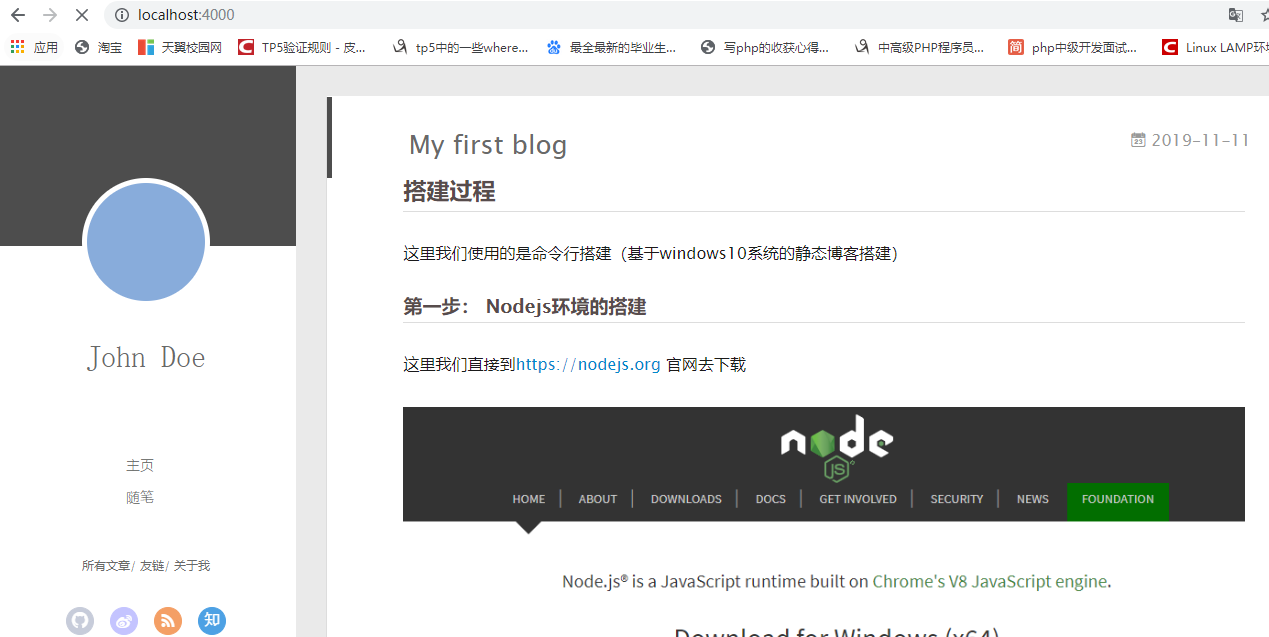 localhost:4000
应用 淘宝 天翼校园网 TP5验证规则 - 皮... tp5中的一些where... 最全最新的毕业生... 写php的收获心得... 中高级PHP程序员... 简 php中级开发面试... Linux LAMP环境
My first blog
23 2019-11-11
搭建过程
这里我们使用的是命令行搭建（基于windows10系统的静态博客搭建）
第一步： Nodejs环境的搭建
这里我们直接到https://nodejs.org 官网去下载
John Doe
主页
随笔
所有文章/ 友链/ 关于我
知
node
JS
HOME | ABOUT | DOWNLOADS | DOCS | GET INVOLVED | SECURITY | NEWS FOUNDATION
Node.js® is a JavaScript runtime built on Chrome's V8 JavaScript engine.
Download for Windows (x64)